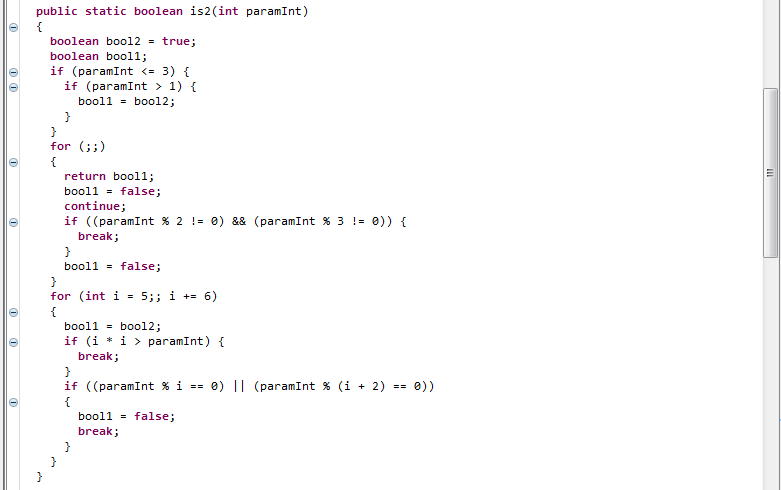 public static boolean is2(int paramInt)
{
boolean bool2 = true;
boolean bool1;
if (paramInt <= 3) {
if (paramInt > 1) {
bool1 = bool2;
}
}
for (;;)
{
return bool1;
bool1 = false;
continue;
if ((paramInt % 2 != 0) && (paramInt % 3 != 0)) {
break;
}
bool1 = false;
}
for (int i = 5;; i += 6)
{
bool1 = bool2;
if (i * i > paramInt) {
break;
}
if ((paramInt % i == 0) || (paramInt % (i + 2) == 0))
{
bool1 = false;
break;
}
}
}